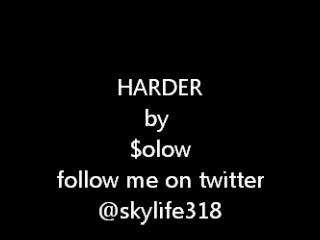 HARDER
by
$olow
follow me on twitter
@skylife318